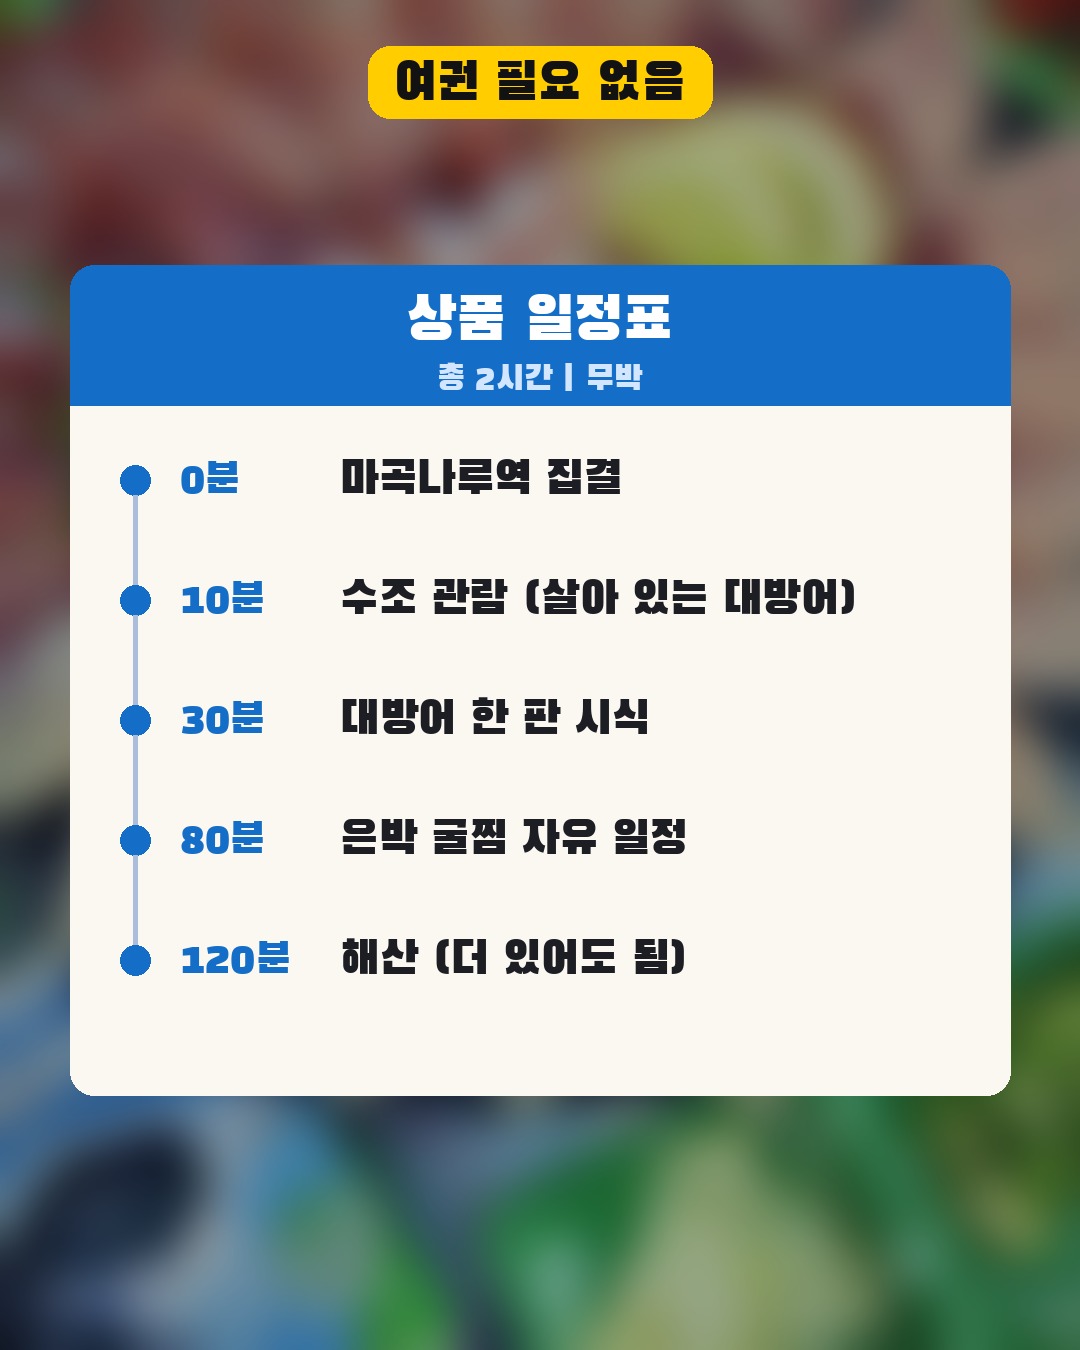 여권 필요 없음
상품 일정표
총 2시간 | 무박
0분 마곡나루역 집결
10분 수조 관람 (살아 있는 대방어)
30분 대방어 한 판 시식
80분 은박 굴찜 자유 일정
120분 해산 (더 있어도 됨)